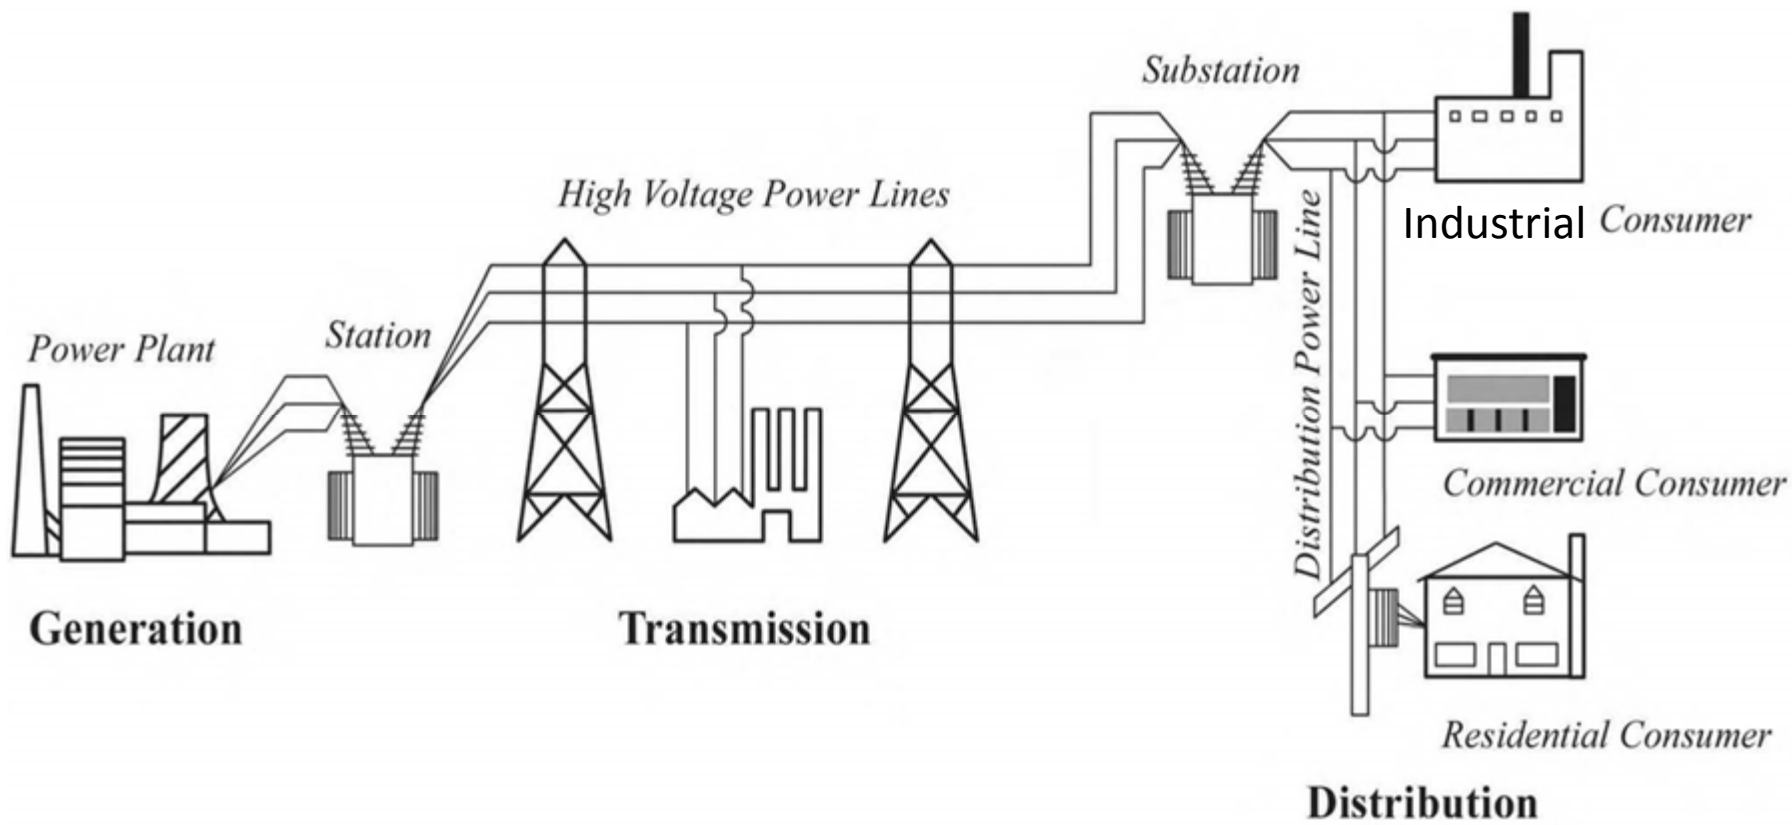 Substation
High Voltage Power Lines
Industrial Consumer
Distribution Power Line
Power Plant
Station
Commercial Consumer
Generation
Transmission
Residential Consumer
Distribution